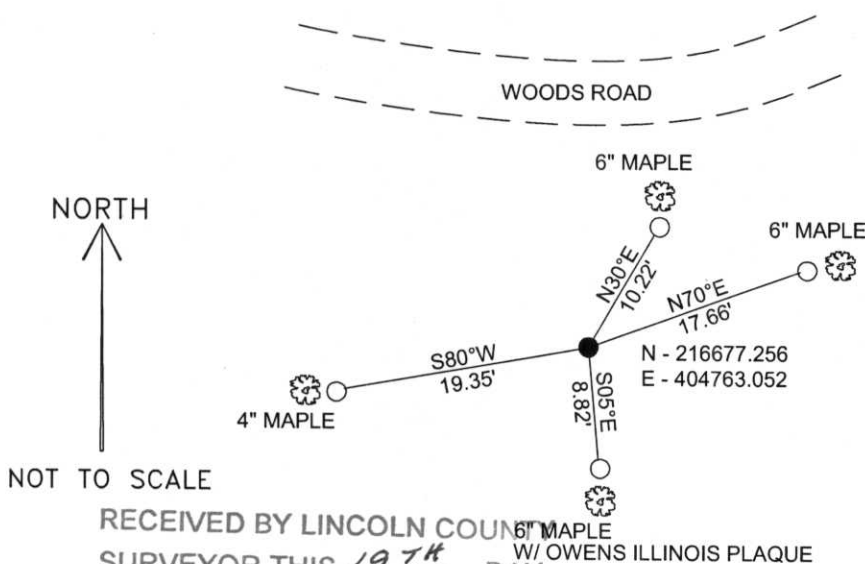 WOODS ROAD
6" MAPLE
NORTH
6" MAPLE
N30°E
10.22'
N70°E
17.66'
N - 216677.256
E - 404763.052
S80°W
19.35'
S05°E
8.82'
4" MAPLE
NOT TO SCALE
RECEIVED BY LINCOLN COUNTY
6" MAPLE
W/ OWENS ILLINOIS PLAQUE
SURVEYOR THIS 19TH DAY